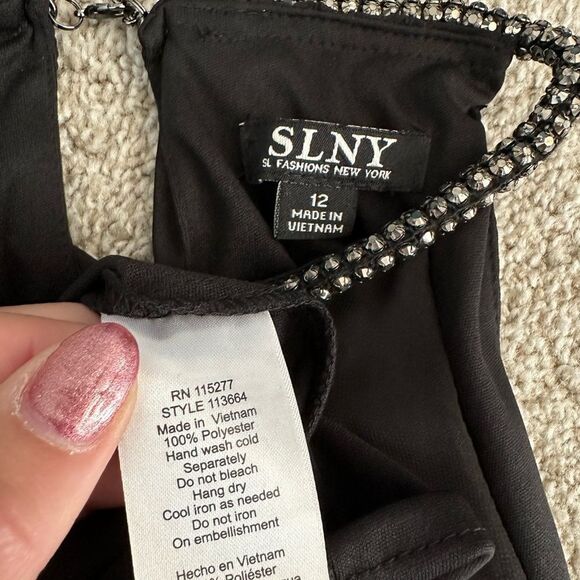 SLNY
SL FASHIONS NEW YORK
12
MADE IN
VIETNAM
RN 115277
STYLE 113664
Made in Vietnam
100% Polyester
Hand wash cold
Separately
Do not bleach
Hang dry
Cool iron as needed
Do not iron
On embellishment
Hecho en Vietnam
100% Poliéster